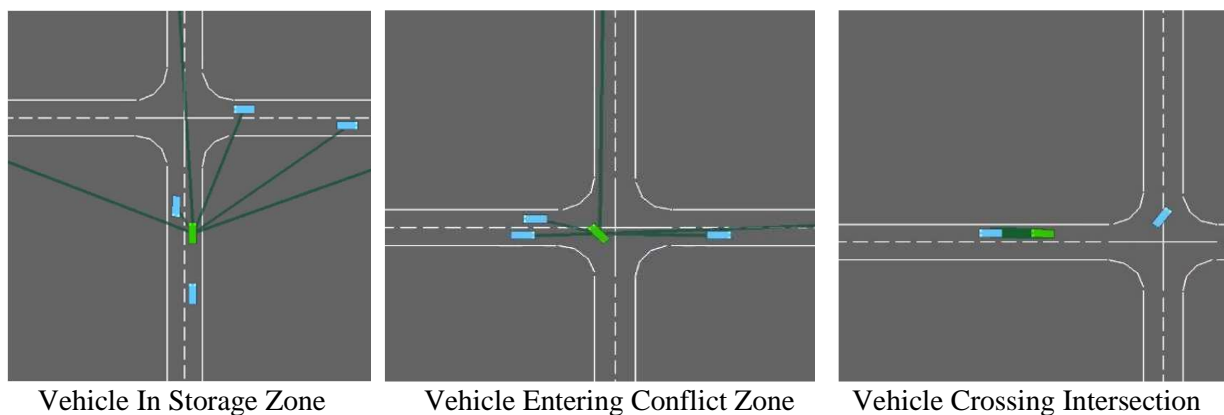 Vehicle In Storage Zone
Vehicle Entering Conflict Zone
Vehicle Crossing Intersection